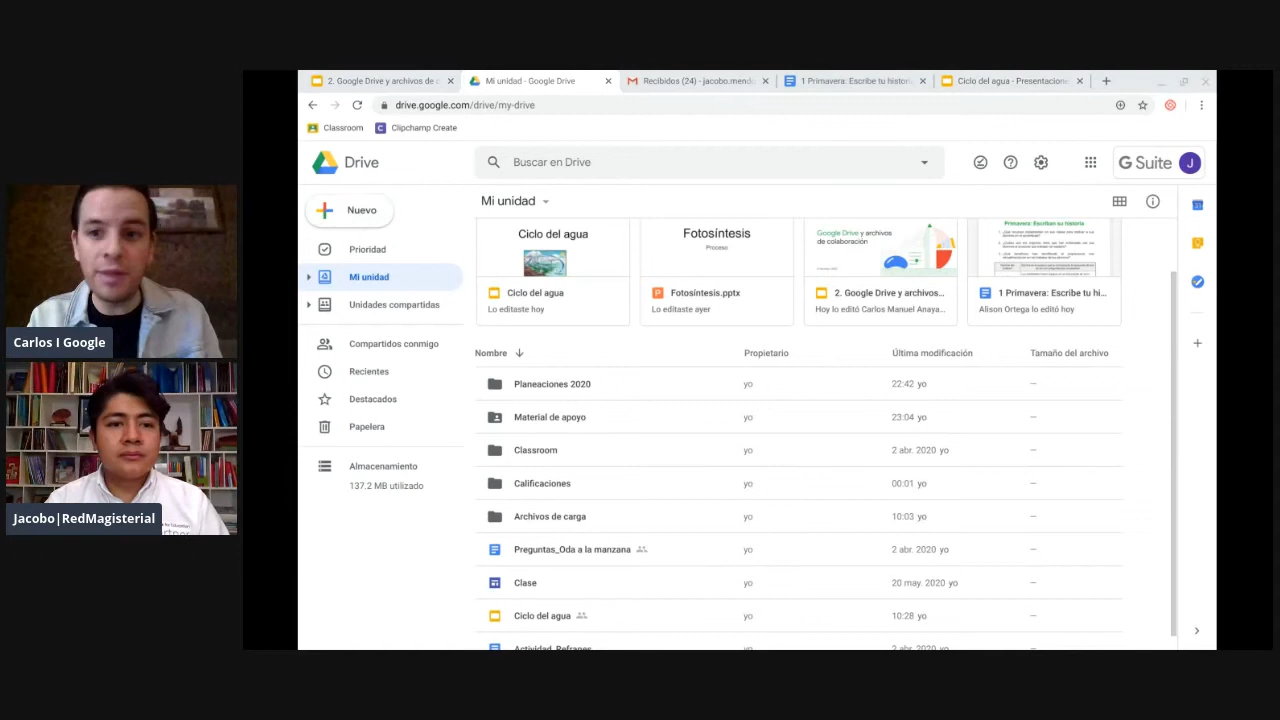 2. Google Drive y archivos de c
Mi unidad - Google Drive
Recibidos (24) - jacobo.mend
1 Primavera: Escribe tu histori
Ciclo del agua - Presentacione
drive.google.com/drive/my-drive
Classroom
Clipchamp Create
Drive
Buscar en Drive
G Suite
J
Nuevo
Mi unidad
Prioridad
Mi unidad
Unidades compartidas
Compartidos conmigo
Recientes
Destacados
Papelera
Almacenamiento
137.2 MB utilizado
Ciclo del agua
Fotosíntesis
Proceso
Google Drive y archivos
de colaboración
Primavera: Escriban su historia
Ciclo del agua
Lo editaste hoy
Fotosíntesis.pptx
Lo editaste ayer
2. Google Drive y archivos...
Hoy lo editó Carlos Manuel Anaya...
1 Primavera: Escribe tu hi...
Alison Ortega lo editó hoy
Nombre Propietario Última modificación Tamaño del archivo
Planeaciones 2020 yo 22:42 yo —
Material de apoyo yo 23:04 yo —
Classroom yo 2 abr. 2020 yo —
Calificaciones yo 00:01 yo —
Archivos de carga yo 10:03 yo —
Preguntas_Oda a la manzana yo 2 abr. 2020 yo —
Clase yo 20 may. 2020 yo —
Ciclo del agua yo 10:28 yo —
Actividad_Refranes yo 2 abr. 2020 yo —
Carlos I Google
Jacobo|RedMagisterial